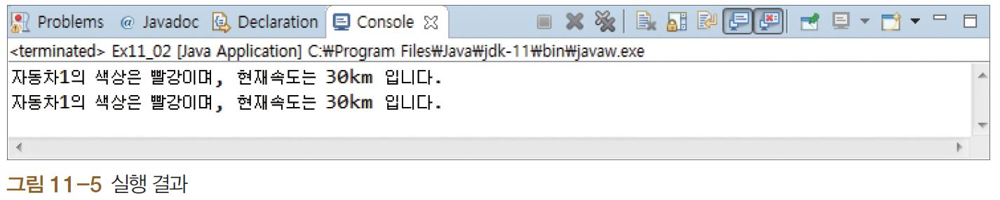 Problems @ Javadoc Declaration Console
<terminated> Ex11_02 [Java Application] C:₩Program Files₩Java₩jdk-11₩bin₩javaw.exe
자동차1의 색상은 빨강이며, 현재속도는 30km 입니다.
자동차1의 색상은 빨강이며, 현재속도는 30km 입니다.
그림 11-5 실행 결과